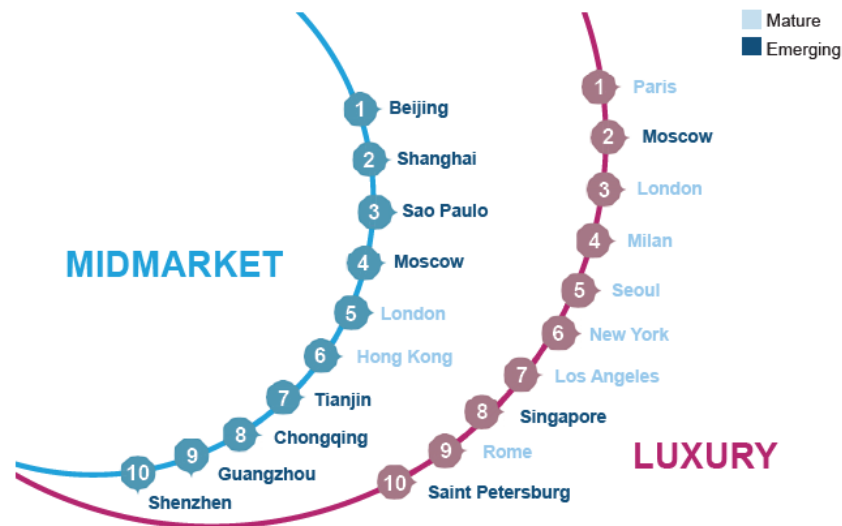 Mature
Emerging
MIDMARKET
1 Beijing
2 Shanghai
3 Sao Paulo
4 Moscow
5 London
6 Hong Kong
7 Tianjin
8 Chongqing
9 Guangzhou
10 Shenzhen
LUXURY
1 Paris
2 Moscow
3 London
4 Milan
5 Seoul
6 New York
7 Los Angeles
8 Singapore
9 Rome
10 Saint Petersburg